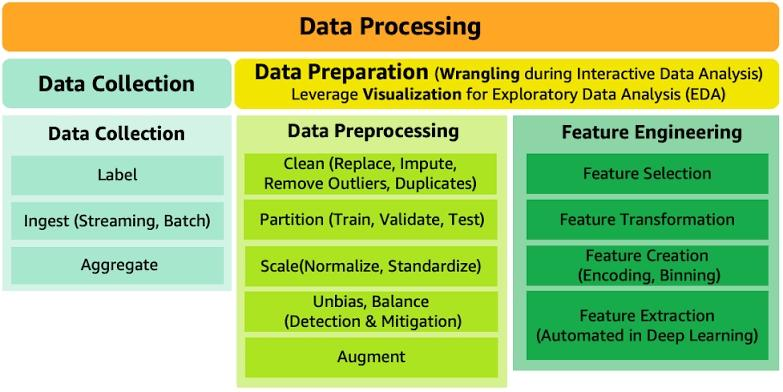 Data Processing
Data Collection
Data Preparation (Wrangling during Interactive Data Analysis)
Leverage Visualization for Exploratory Data Analysis (EDA)
Data Collection
Label
Ingest (Streaming, Batch)
Aggregate
Data Preprocessing
Clean (Replace, Impute,
Remove Outliers, Duplicates)
Partition (Train, Validate, Test)
Scale(Normalize, Standardize)
Unbias, Balance
(Detection & Mitigation)
Augment
Feature Engineering
Feature Selection
Feature Transformation
Feature Creation
(Encoding, Binning)
Feature Extraction
(Automated in Deep Learning)